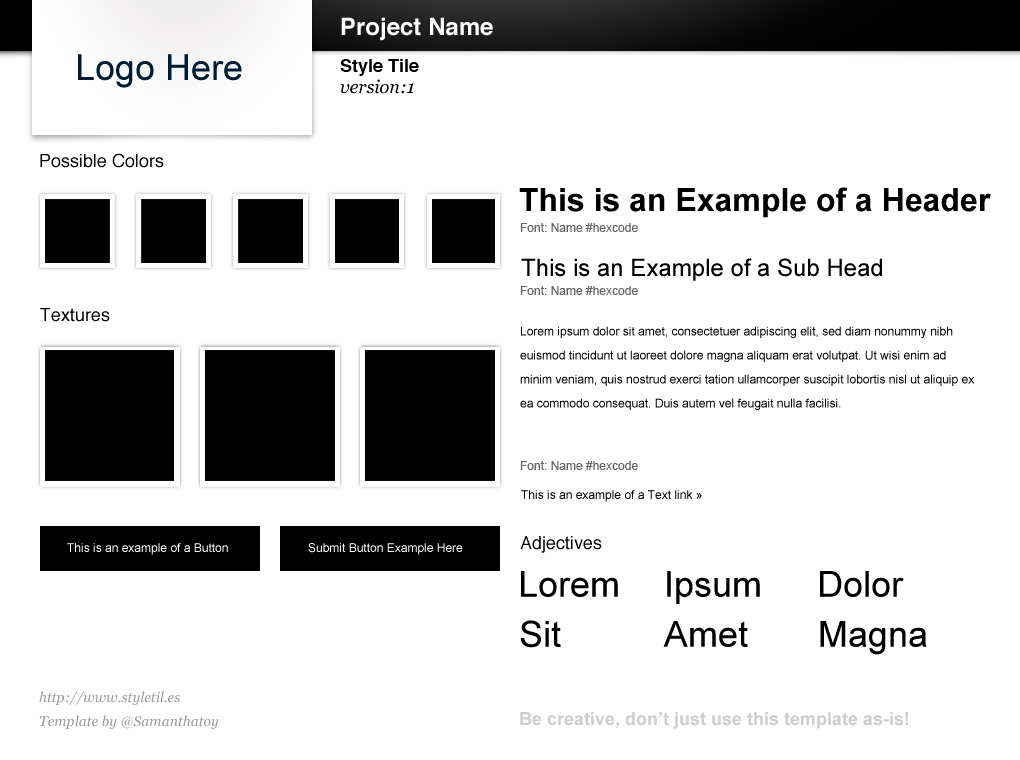 Project Name
Logo Here
Style Tile
version:1
Possible Colors
Textures
This is an example of a Button
Submit Button Example Here
This is an Example of a Header
Font: Name #hexcode
This is an Example of a Sub Head
Font: Name #hexcode
Lorem ipsum dolor sit amet, consectetuer adipiscing elit, sed diam nonummy nibh
euismod tincidunt ut laoreet dolore magna aliquam erat volutpat. Ut wisi enim ad
minim veniam, quis nostrud exerci tation ullamcorper suscipit lobortis nisl ut aliquip ex
ea commodo consequat. Duis autem vel feugait nulla facilisi.
Font: Name #hexcode
This is an example of a Text link »
Adjectives
Lorem Ipsum Dolor
Sit Amet Magna
http://www.styletil.es
Template by @Samanthatoy
Be creative, don’t just use this template as-is!